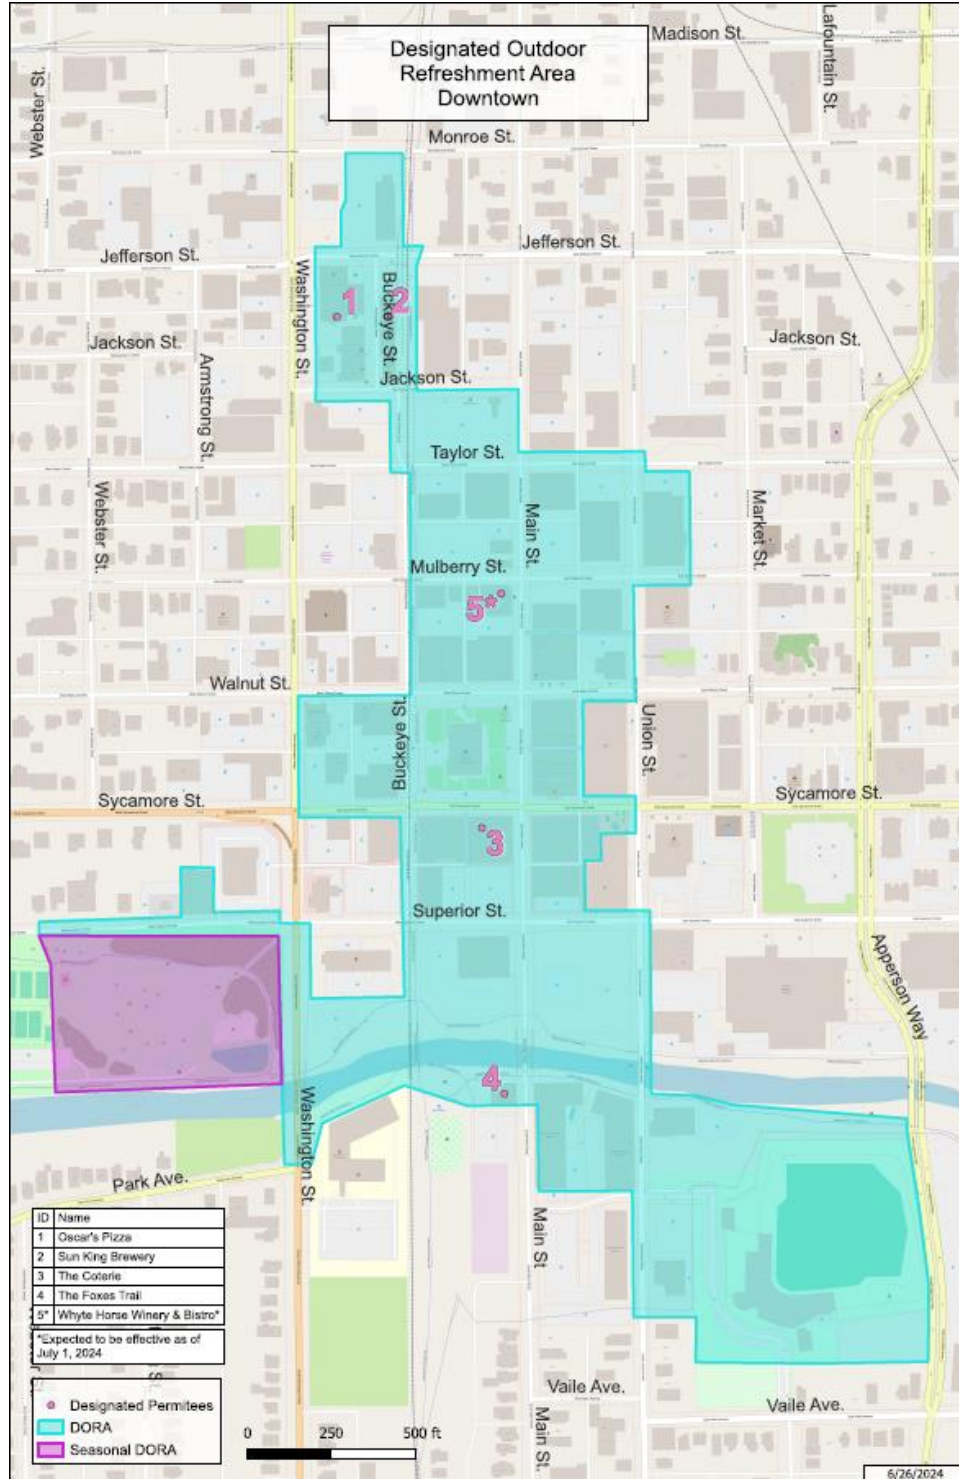 Designated Outdoor
Refreshment Area
Downtown
Madison St.
Lafountain St.
Webster St.
Monroe St.
Jefferson St.
Jefferson St.
Washington St.
Buckeye St.
1
2
Jackson St.
Jackson St.
Jackson St.
Armstrong St.
Taylor St.
Webster St.
Main St.
Market St.
Mulberry St.
5*
Walnut St.
Buckeye St.
Union St.
Sycamore St.
Sycamore St.
3
Superior St.
Apperson Way
4
Washington St.
Park Ave.
Main St
Vaile Ave.
Vaile Ave.
Main St.
ID Name
1 Oscar's Pizza
2 Sun King Brewery
3 The Coterie
4 The Foxes Trail
5* Whyte Horse Winery & Bistro*
*Expected to be effective as of
July 1, 2024
Designated Permitees
DORA
Seasonal DORA
0 250 500 ft
6/26/2024